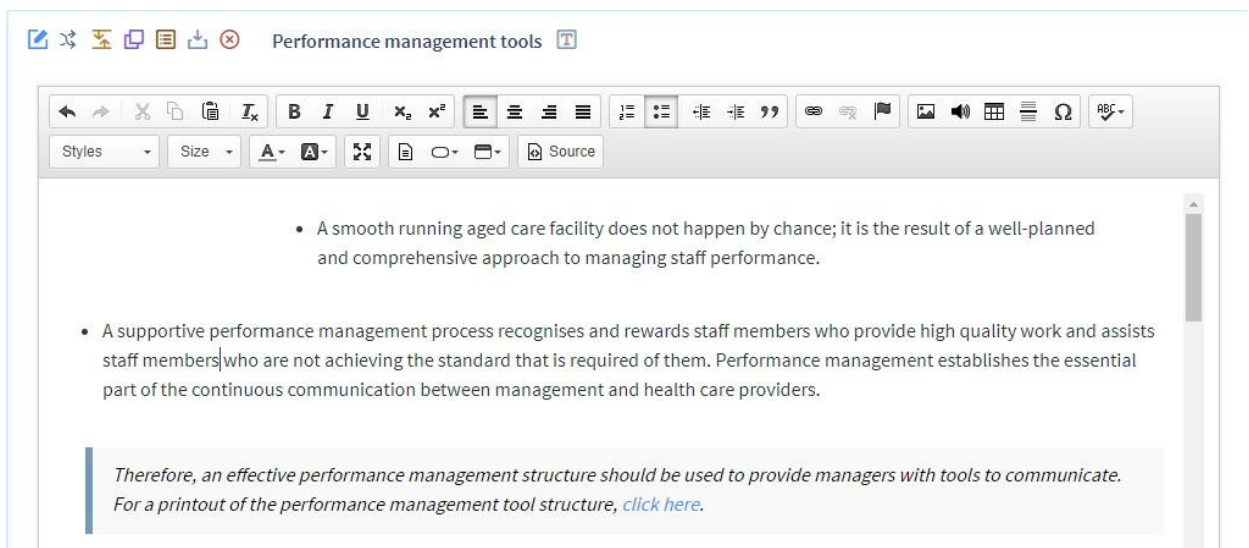 Performance management tools T
I B I U x₂ x² 1= 2= ” Ω ABC
Styles Size A A Source
• A smooth running aged care facility does not happen by chance; it is the result of a well-planned
and comprehensive approach to managing staff performance.
• A supportive performance management process recognises and rewards staff members who provide high quality work and assists
staff members who are not achieving the standard that is required of them. Performance management establishes the essential
part of the continuous communication between management and health care providers.
Therefore, an effective performance management structure should be used to provide managers with tools to communicate.
For a printout of the performance management tool structure, click here.